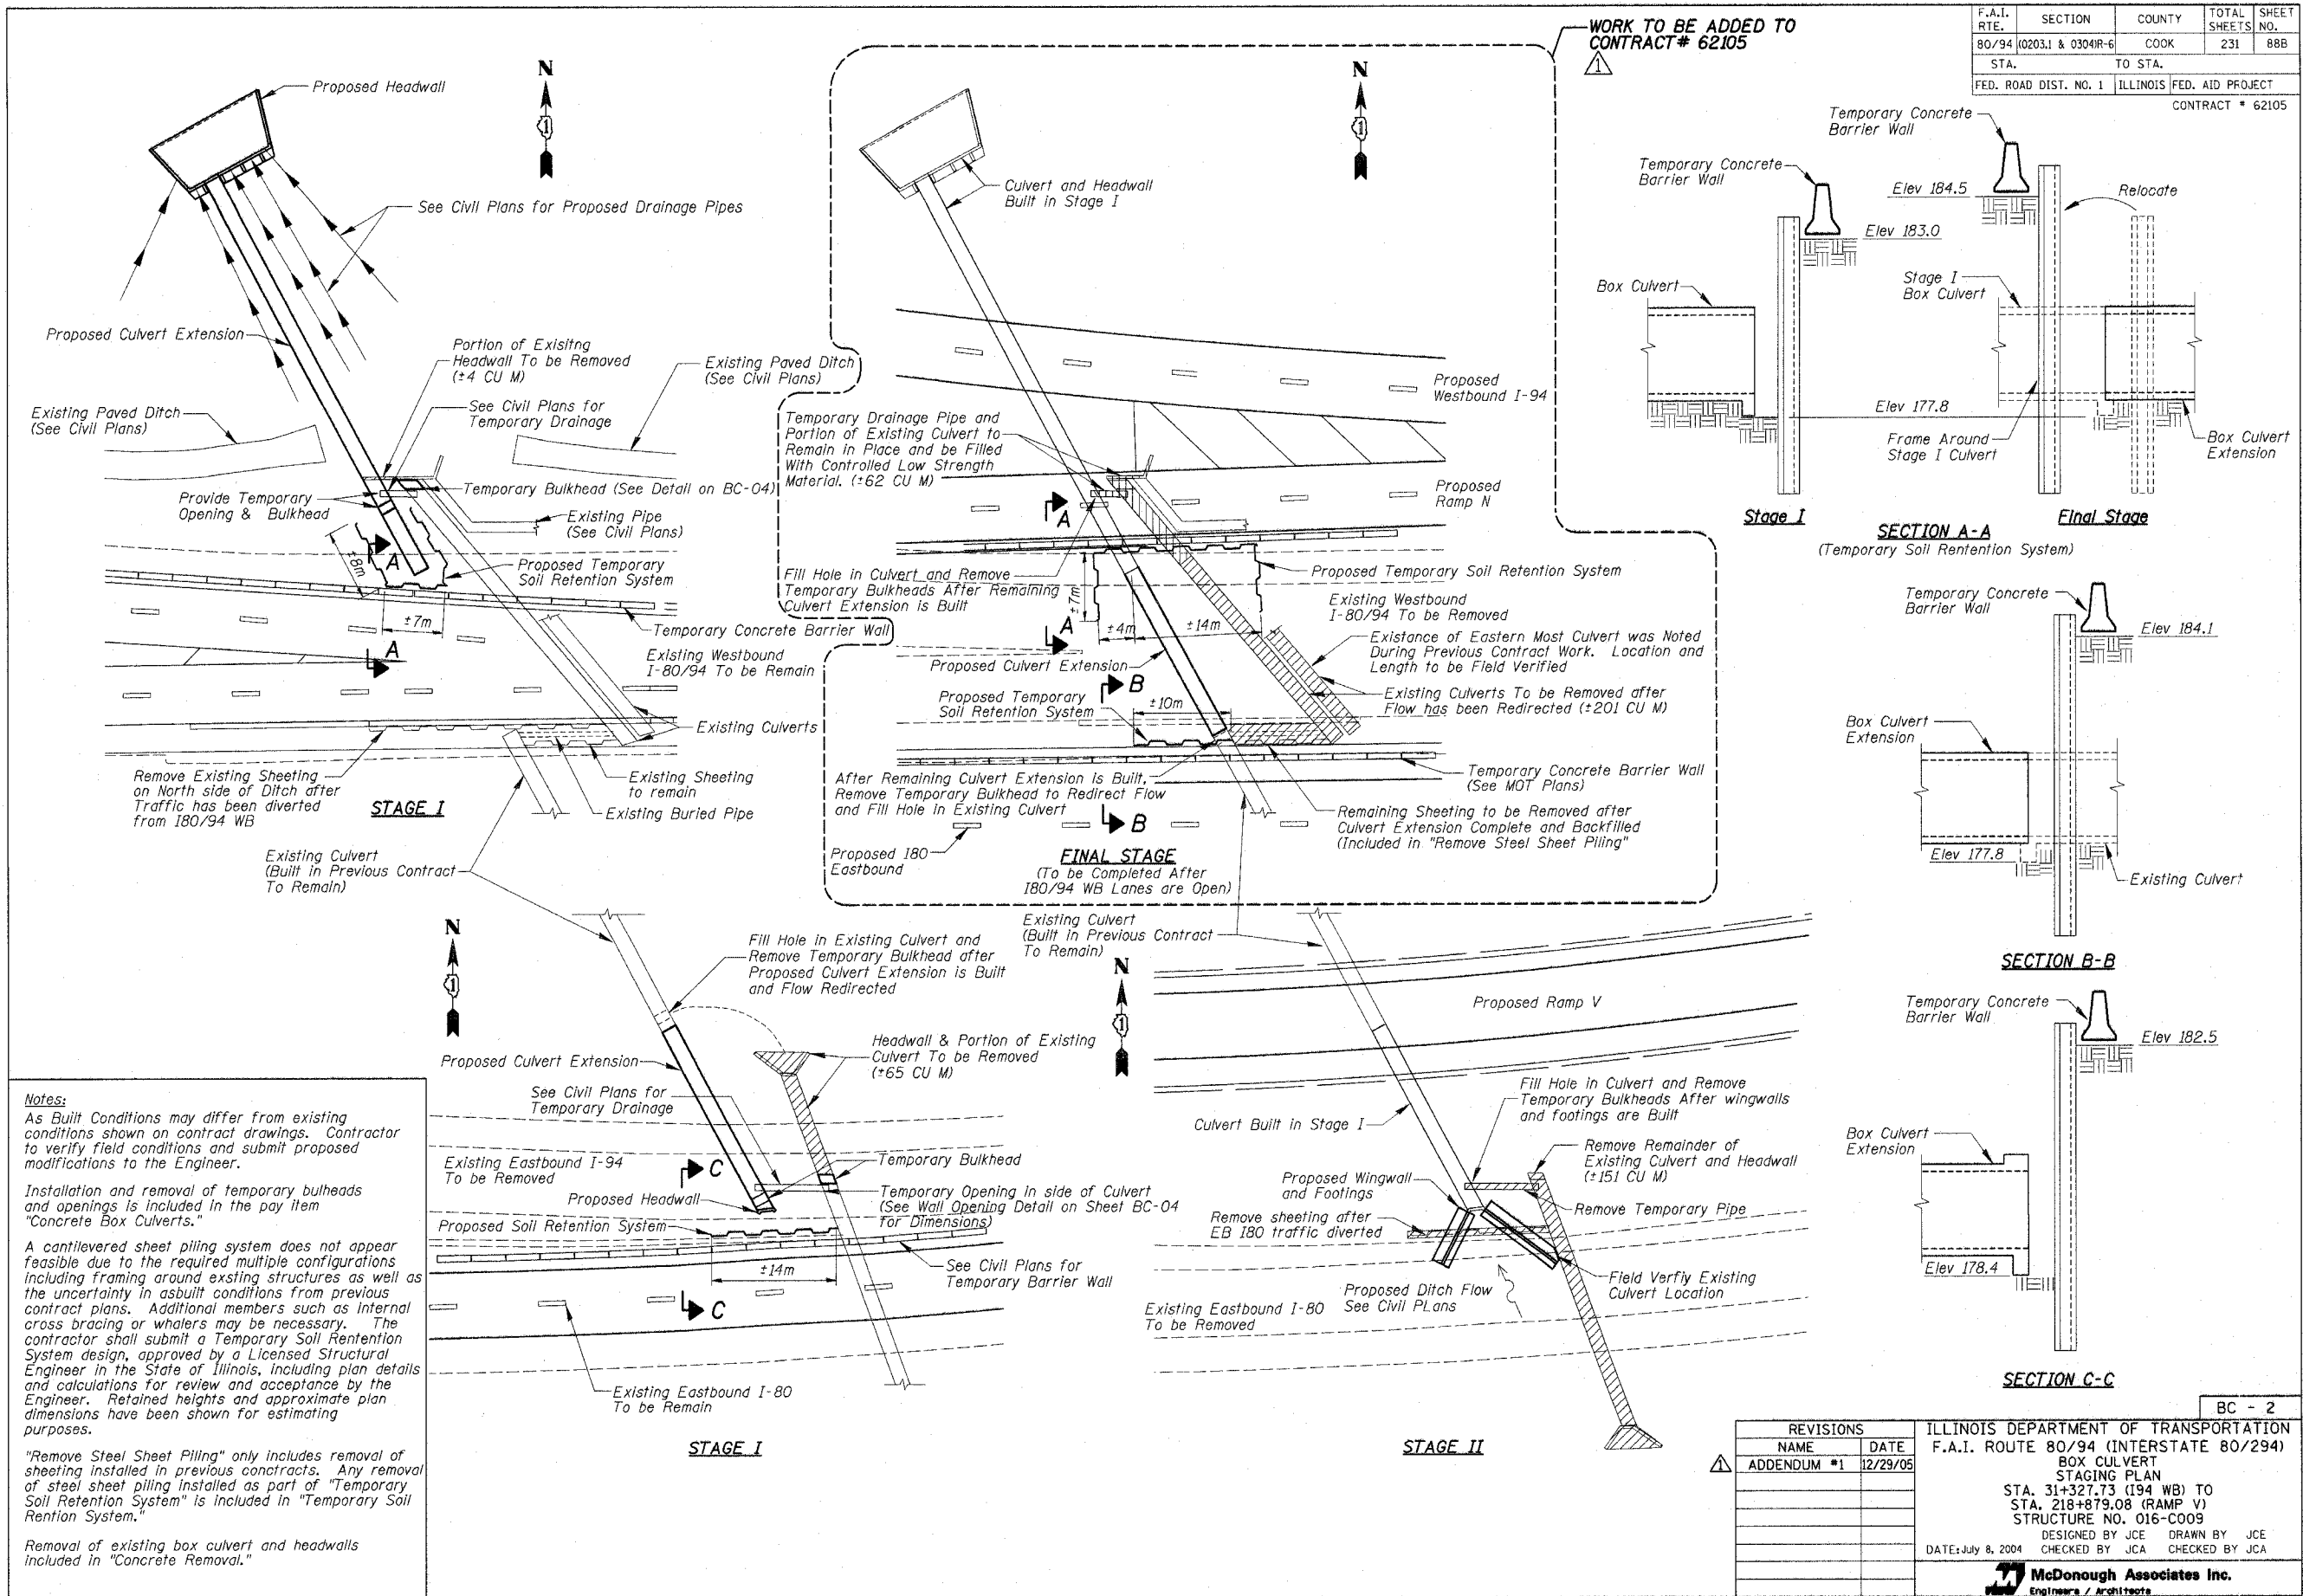 WORK TO BE ADDED TO
CONTRACT# 62105
1
F.A.I.
RTE.
SECTION
COUNTY
TOTAL
SHEETS
SHEET
NO.
80/94
(0203.1 & 0304)R-6
COOK
231
88B
STA.
TO STA.
FED. ROAD DIST. NO. 1
ILLINOIS
FED. AID PROJECT
CONTRACT # 62105
N
1
Proposed Headwall
See Civil Plans for Proposed Drainage Pipes
Proposed Culvert Extension
Portion of Exisitng
Headwall To be Removed
(±4 CU M)
Existing Paved Ditch
(See Civil Plans)
See Civil Plans for
Temporary Drainage
Existing Paved Ditch
(See Civil Plans)
Provide Temporary
Opening & Bulkhead
Temporary Bulkhead (See Detail on BC-04)
Existing Pipe
(See Civil Plans)
±8m
A
Proposed Temporary
Soil Retention System
±7m
Temporary Concrete Barrier Wall
A
Existing Westbound
I-80/94 To be Remain
Existing Culverts
Remove Existing Sheeting
on North side of Ditch after
Traffic has been diverted
from I80/94 WB
STAGE I
Existing Sheeting
to remain
Existing Buried Pipe
Existing Culvert
(Built in Previous Contract
To Remain)
N
1
Culvert and Headwall
Built in Stage I
Proposed
Westbound I-94
Temporary Drainage Pipe and
Portion of Existing Culvert to
Remain in Place and be Filled
With Controlled Low Strength
Material. (±62 CU M)
Proposed
Ramp N
A
Fill Hole in Culvert and Remove
Temporary Bulkheads After Remaining
Culvert Extension is Built
Proposed Temporary Soil Retention System
±7m
Existing Westbound
I-80/94 To be Removed
A
±4m
±14m
Existance of Eastern Most Culvert was Noted
During Previous Contract Work. Location and
Length to be Field Verified
Proposed Culvert Extension
B
Proposed Temporary
Soil Retention System
±10m
Existing Culverts To be Removed after
Flow has been Redirected (±201 CU M)
After Remaining Culvert Extension Is Built,
Remove Temporary Bulkhead to Redirect Flow
and Fill Hole in Existing Culvert
Temporary Concrete Barrier Wall
(See MOT Plans)
B
Remaining Sheeting to be Removed after
Culvert Extension Complete and Backfilled
(Included in "Remove Steel Sheet Piling"
Proposed I80
Eastbound
FINAL STAGE
(To be Completed After
I80/94 WB Lanes are Open)
Existing Culvert
(Built in Previous Contract
To Remain)
Temporary Concrete
Barrier Wall
Temporary Concrete
Barrier Wall
Elev 184.5
Relocate
Elev 183.0
Box Culvert
Stage I
Box Culvert
Elev 177.8
Frame Around
Stage I Culvert
Box Culvert
Extension
Stage I
Final Stage
SECTION A-A
(Temporary Soil Rentention System)
Temporary Concrete
Barrier Wall
Elev 184.1
Box Culvert
Extension
Elev 177.8
Existing Culvert
SECTION B-B
Temporary Concrete
Barrier Wall
Elev 182.5
Box Culvert
Extension
Elev 178.4
SECTION C-C
N
1
Fill Hole in Existing Culvert and
Remove Temporary Bulkhead after
Proposed Culvert Extension is Built
and Flow Redirected
Proposed Culvert Extension
Headwall & Portion of Existing
Culvert To be Removed
(±65 CU M)
See Civil Plans for
Temporary Drainage
Existing Eastbound I-94
To be Removed
C
Temporary Bulkhead
Proposed Headwall
Temporary Opening in side of Culvert
(See Wall Opening Detail on Sheet BC-04
for Dimensions)
Proposed Soil Retention System
±14m
See Civil Plans for
Temporary Barrier Wall
C
Existing Eastbound I-80
To be Remain
STAGE I
N
1
Proposed Ramp V
Culvert Built in Stage I
Fill Hole in Culvert and Remove
Temporary Bulkheads After wingwalls
and footings are Built
Proposed Wingwall
and Footings
Remove Remainder of
Existing Culvert and Headwall
(±151 CU M)
Remove sheeting after
EB I80 traffic diverted
Remove Temporary Pipe
Proposed Ditch Flow
See Civil PLans
Field Verfiy Existing
Culvert Location
Existing Eastbound I-80
To be Removed
STAGE II
Notes:
As Built Conditions may differ from existing
conditions shown on contract drawings. Contractor
to verify field conditions and submit proposed
modifications to the Engineer.
Installation and removal of temporary bulheads
and openings is included in the pay item
"Concrete Box Culverts."
A cantilevered sheet piling system does not appear
feasible due to the required multiple configurations
including framing around exsting structures as well as
the uncertainty in asbuilt conditions from previous
contract plans. Additional members such as internal
cross bracing or whalers may be necessary. The
contractor shall submit a Temporary Soil Rentention
System design, approved by a Licensed Structural
Engineer in the State of Illinois, including plan details
and calculations for review and acceptance by the
Engineer. Retained heights and approximate plan
dimensions have been shown for estimating
purposes.
"Remove Steel Sheet Piling" only includes removal of
sheeting installed in previous conctracts. Any removal
of steel sheet piling installed as part of "Temporary
Soil Retention System" is included in "Temporary Soil
Rention System."
Removal of existing box culvert and headwalls
included in "Concrete Removal."
BC - 2
REVISIONS
NAME
DATE
1
ADDENDUM #1
12/29/05
ILLINOIS DEPARTMENT OF TRANSPORTATION
F.A.I. ROUTE 80/94 (INTERSTATE 80/294)
BOX CULVERT
STAGING PLAN
STA. 31+327.73 (I94 WB) TO
STA. 218+879.08 (RAMP V)
STRUCTURE NO. 016-C009
DESIGNED BY JCE DRAWN BY JCE
DATE: July 8, 2004 CHECKED BY JCA CHECKED BY JCA
McDonough Associates Inc.
Engineers / Architects